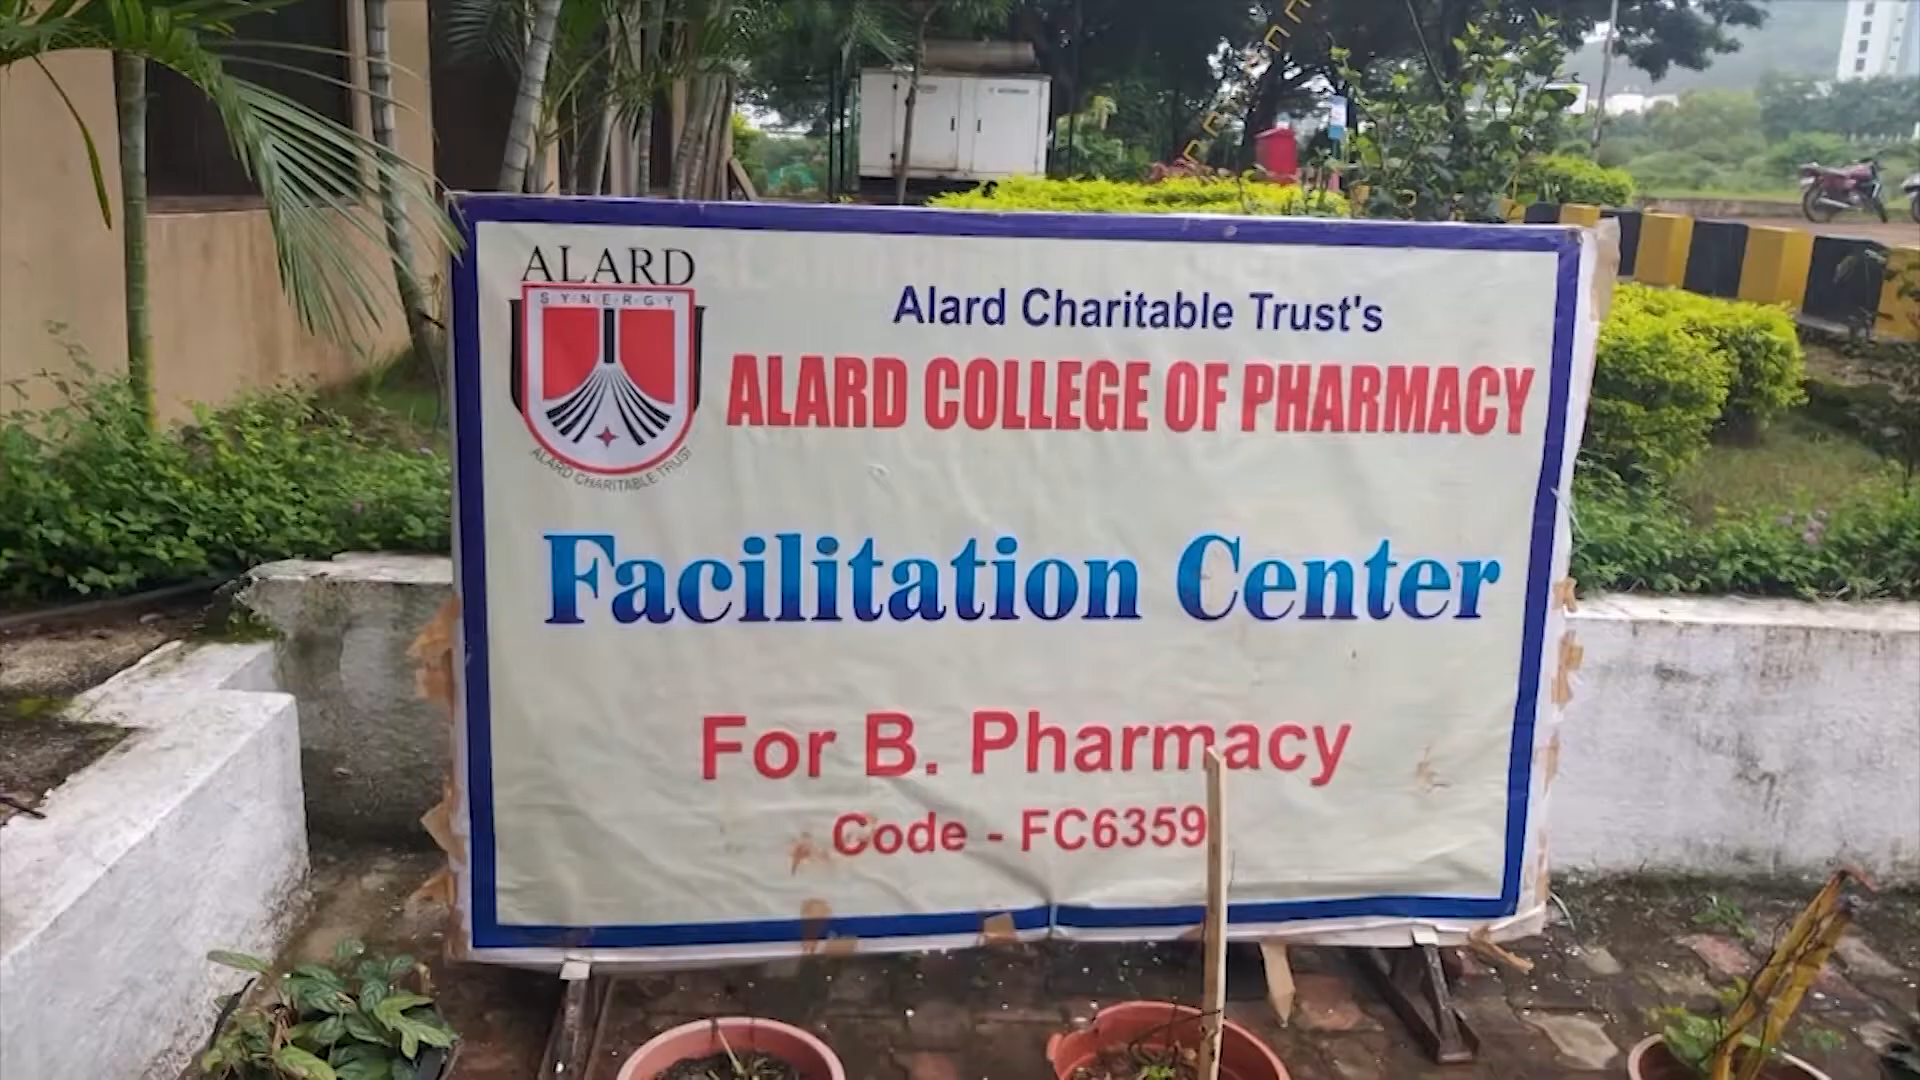 ALARD
SYNERGY
ALARD CHARITABLE TRUST
Alard Charitable Trust's
ALARD COLLEGE OF PHARMACY
Facilitation Center
For B. Pharmacy
Code - FC6359